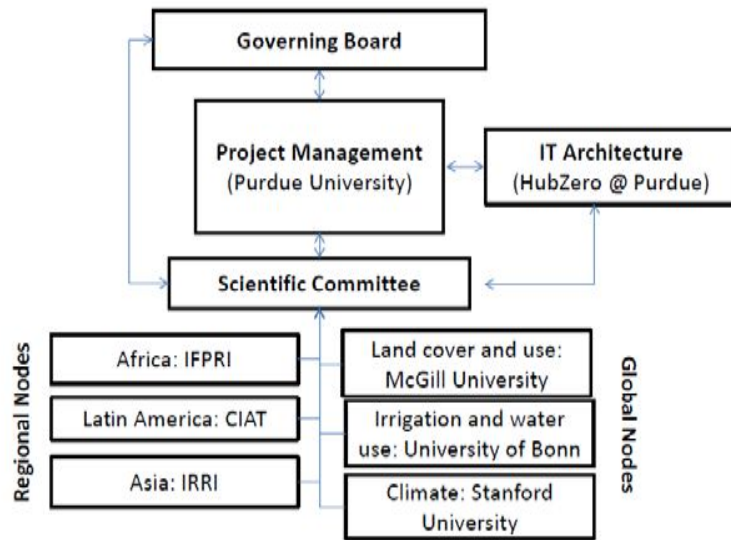 Governing Board
Project Management
(Purdue University)
IT Architecture
(HubZero @ Purdue)
Scientific Committee
Regional Nodes
Africa: IFPRI
Latin America: CIAT
Asia: IRRI
Land cover and use:
McGill University
Irrigation and water
use: University of Bonn
Climate: Stanford
University
Global Nodes